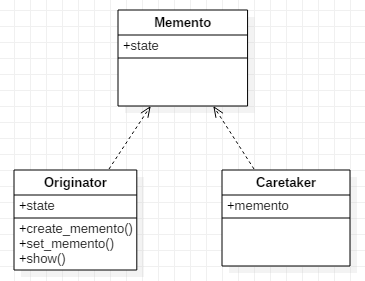 Memento
+state
Originator
+state
+create_memento()
+set_memento()
+show()
Caretaker
+memento